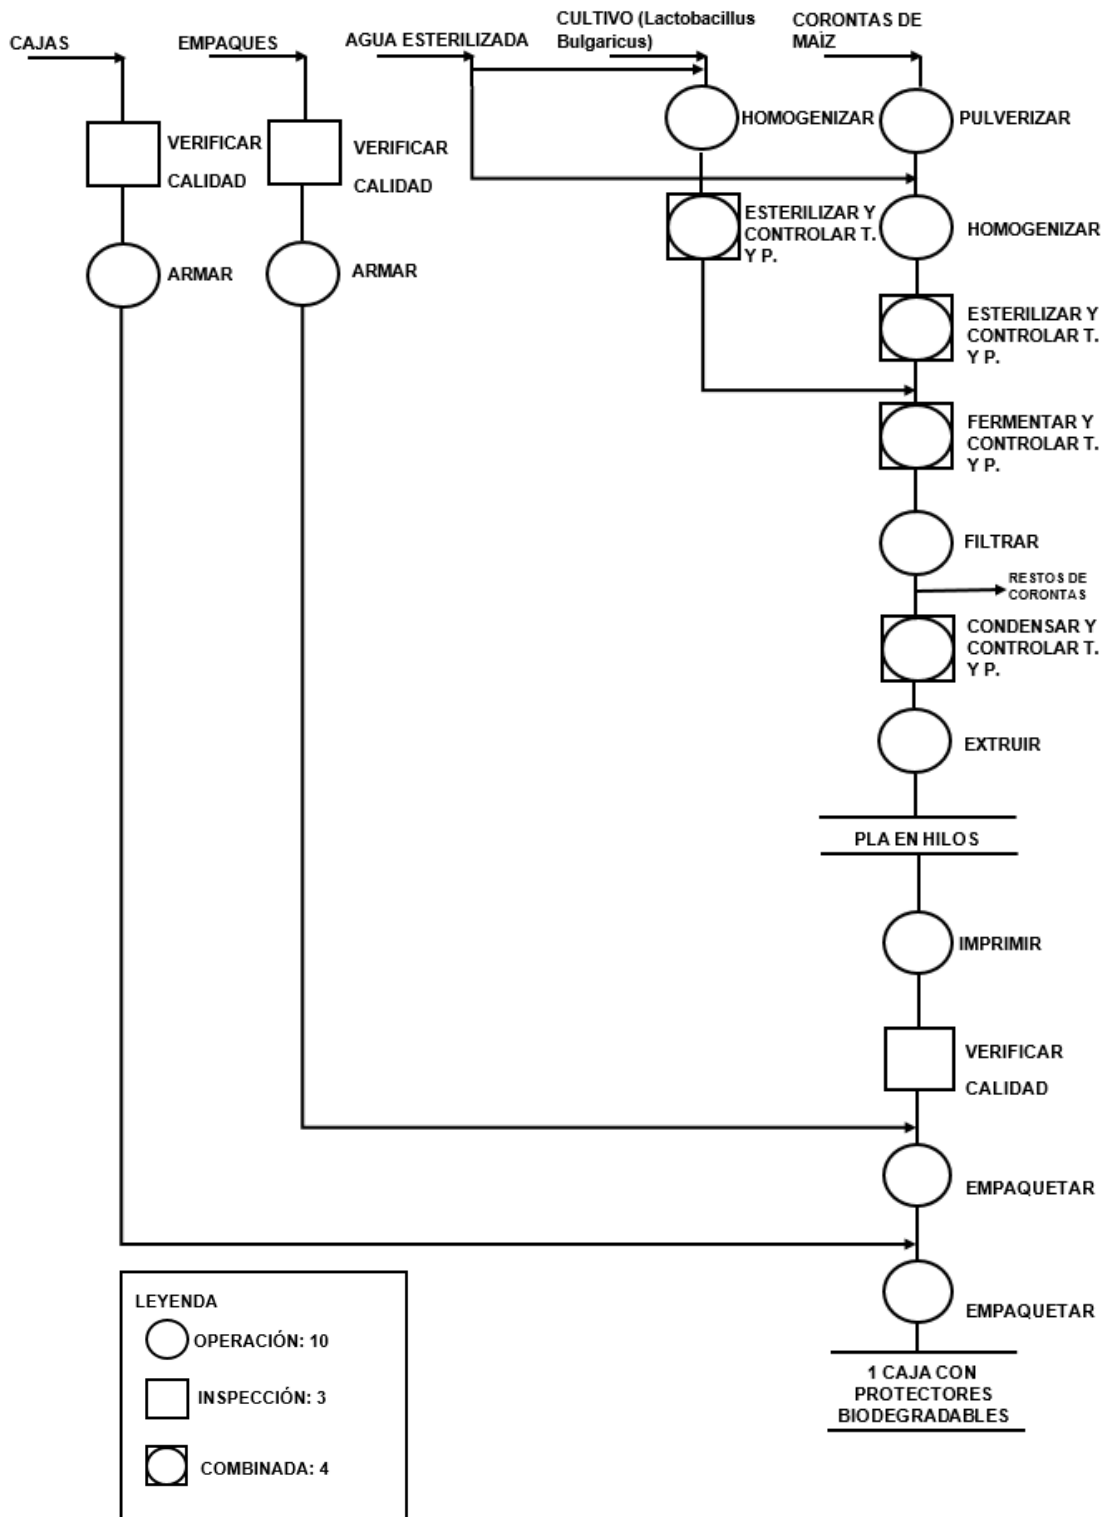 CAJAS
EMPAQUES
AGUA ESTERILIZADA
CULTIVO (Lactobacillus
Bulgaricus)
CORONTAS DE
MAÍZ
VERIFICAR
CALIDAD
VERIFICAR
CALIDAD
HOMOGENIZAR
PULVERIZAR
ESTERILIZAR Y
CONTROLAR T.
Y P.
HOMOGENIZAR
ARMAR
ARMAR
ESTERILIZAR Y
CONTROLAR T.
Y P.
FERMENTAR Y
CONTROLAR T.
Y P.
FILTRAR
RESTOS DE
CORONTAS
CONDENSAR Y
CONTROLAR T.
Y P.
EXTRUIR
PLA EN HILOS
IMPRIMIR
VERIFICAR
CALIDAD
EMPAQUETAR
EMPAQUETAR
1 CAJA CON
PROTECTORES
BIODEGRADABLES
LEYENDA
OPERACIÓN: 10
INSPECCIÓN: 3
COMBINADA: 4